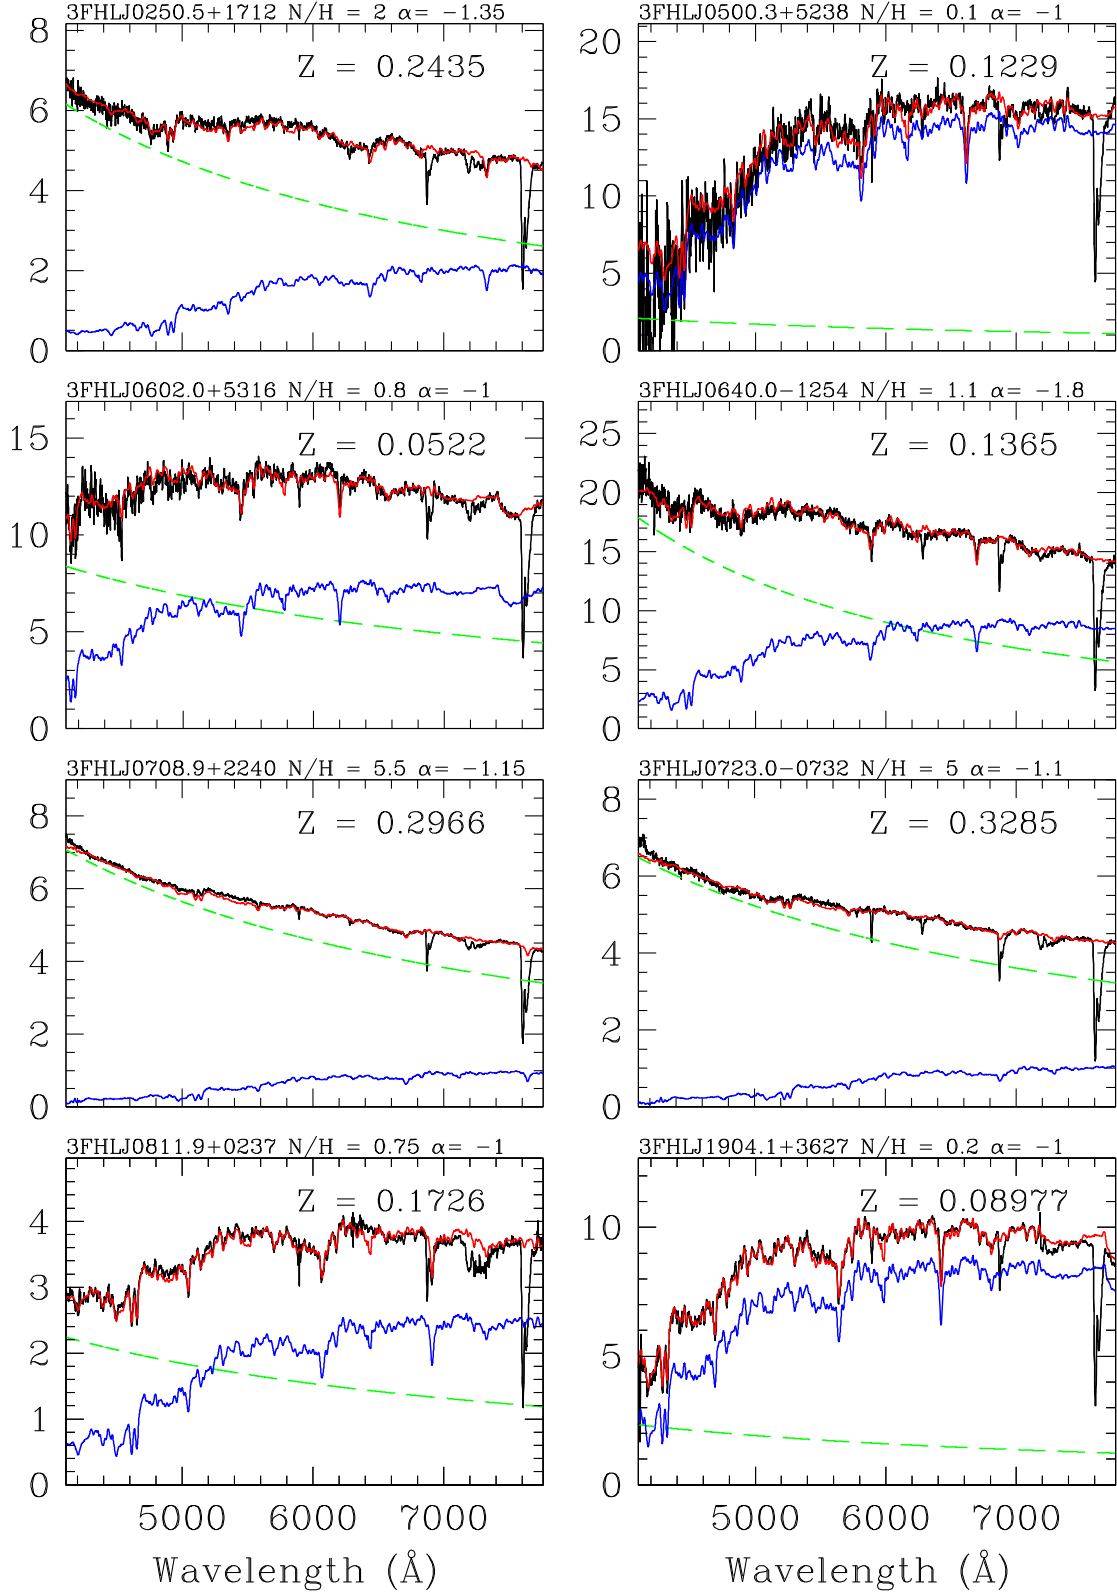 3FHLJ0250.5+1712 N/H = 2 α= −1.35
Z = 0.2435
8
6
4
2
0
3FHLJ0500.3+5238 N/H = 0.1 α= −1
Z = 0.1229
20
15
10
5
0
3FHLJ0602.0+5316 N/H = 0.8 α= −1
Z = 0.0522
15
10
5
0
3FHLJ0640.0−1254 N/H = 1.1 α= −1.8
Z = 0.1365
25
20
15
10
5
0
3FHLJ0708.9+2240 N/H = 5.5 α= −1.15
Z = 0.2966
8
6
4
2
0
3FHLJ0723.0−0732 N/H = 5 α= −1.1
Z = 0.3285
8
6
4
2
0
3FHLJ0811.9+0237 N/H = 0.75 α= −1
Z = 0.1726
4
3
2
1
0
3FHLJ1904.1+3627 N/H = 0.2 α= −1
Z = 0.08977
10
5
0
5000 6000 7000
5000 6000 7000
Wavelength (Å)
Wavelength (Å)